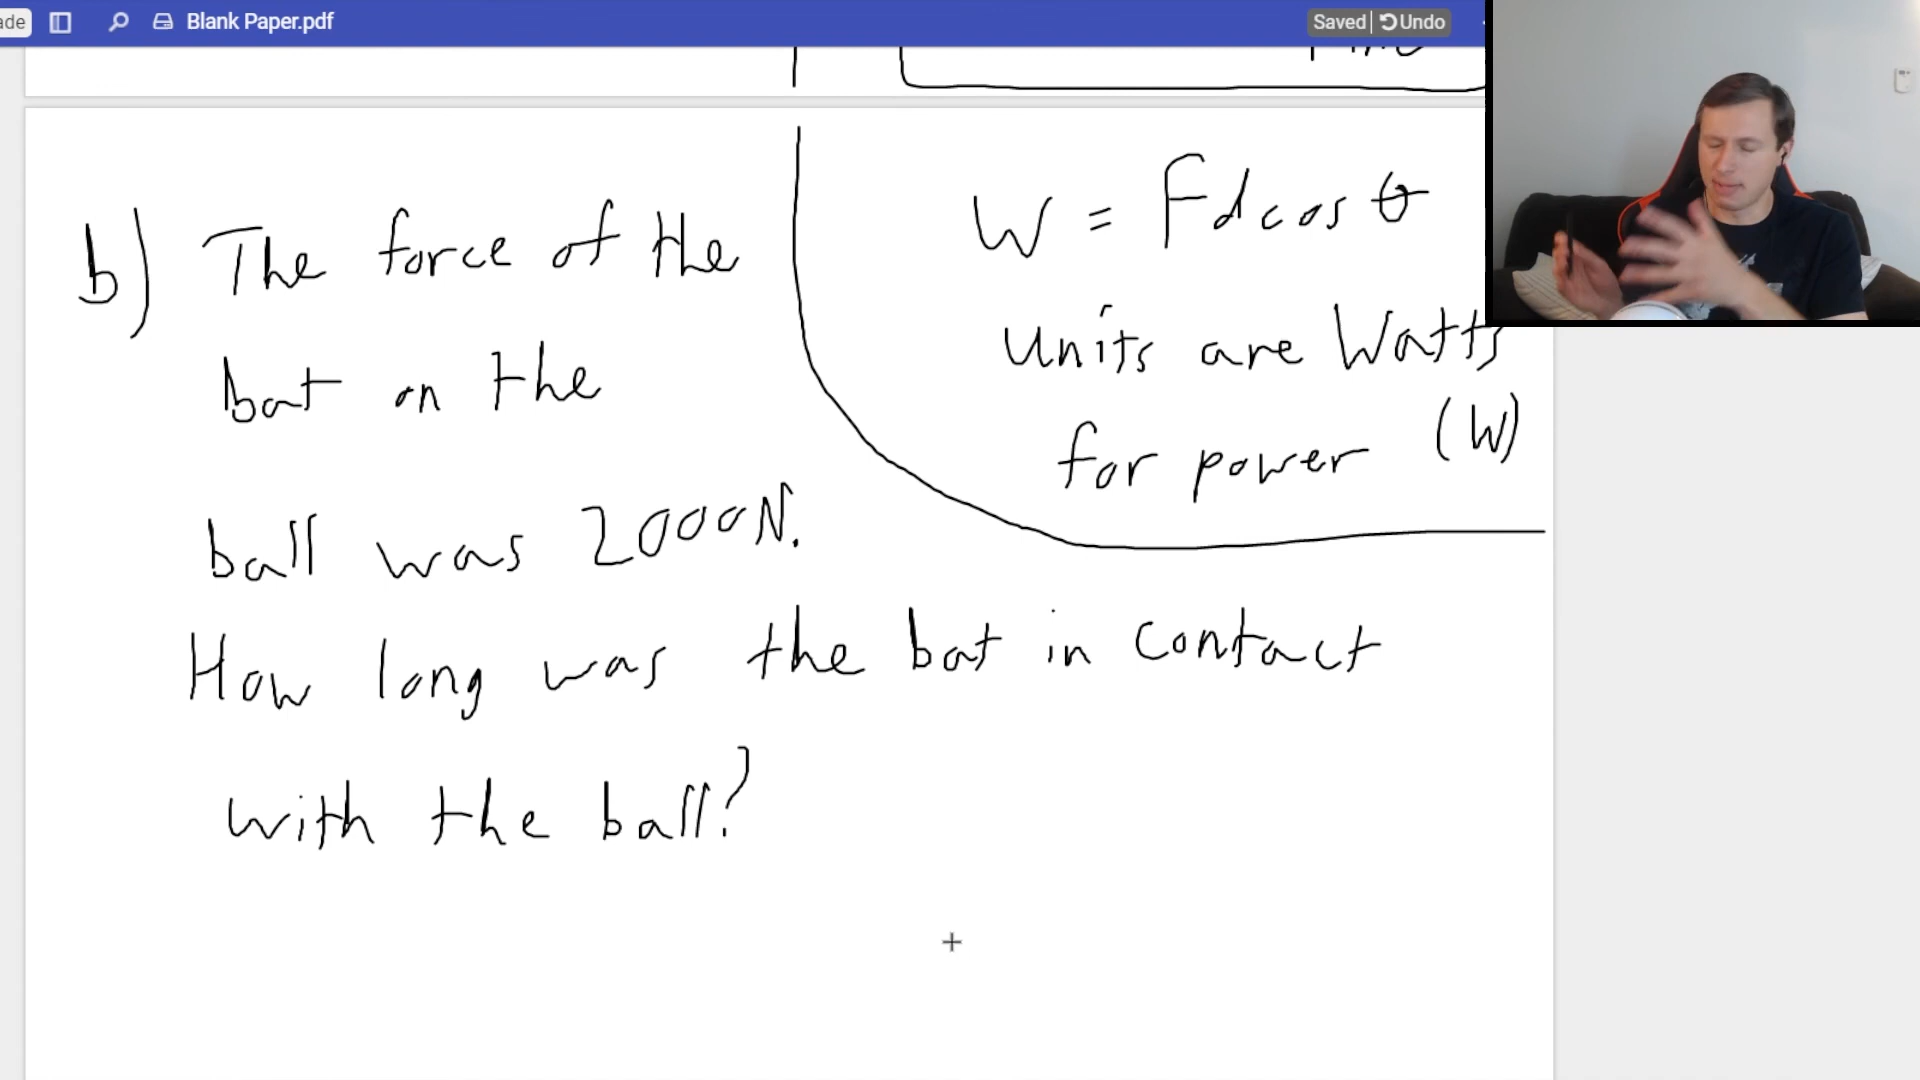 ade
Blank Paper.pdf
Saved
Undo
b) The force of the
bat on the
ball was 2000N.
How long was the bat in contact
with the ball?
W = Fdcosθ
units are Watts
for power (W)